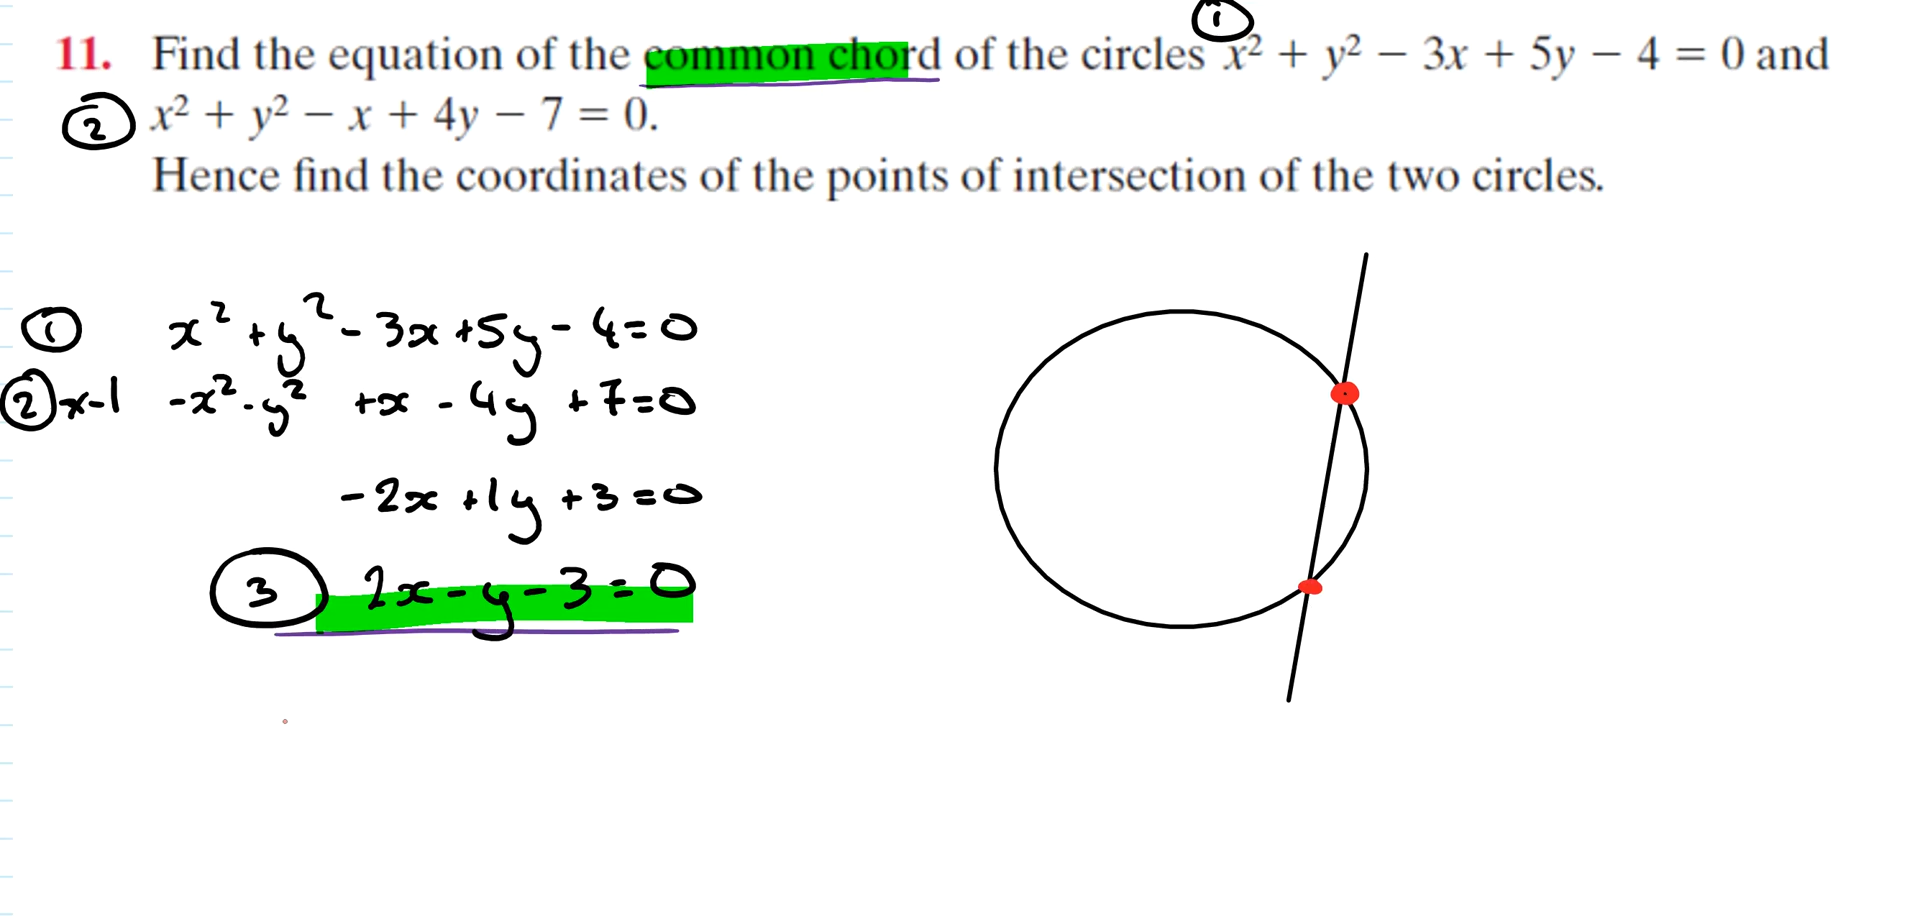 ①
11. Find the equation of the common chord of the circles x² + y² − 3x + 5y − 4 = 0 and
② x² + y² − x + 4y − 7 = 0.
Hence find the coordinates of the points of intersection of the two circles.
① x² + y² - 3x + 5y - 4 = 0
② x -1 -x² - y² + x - 4y + 7 = 0
-2x + 1y + 3 = 0
③ 2x - y - 3 = 0